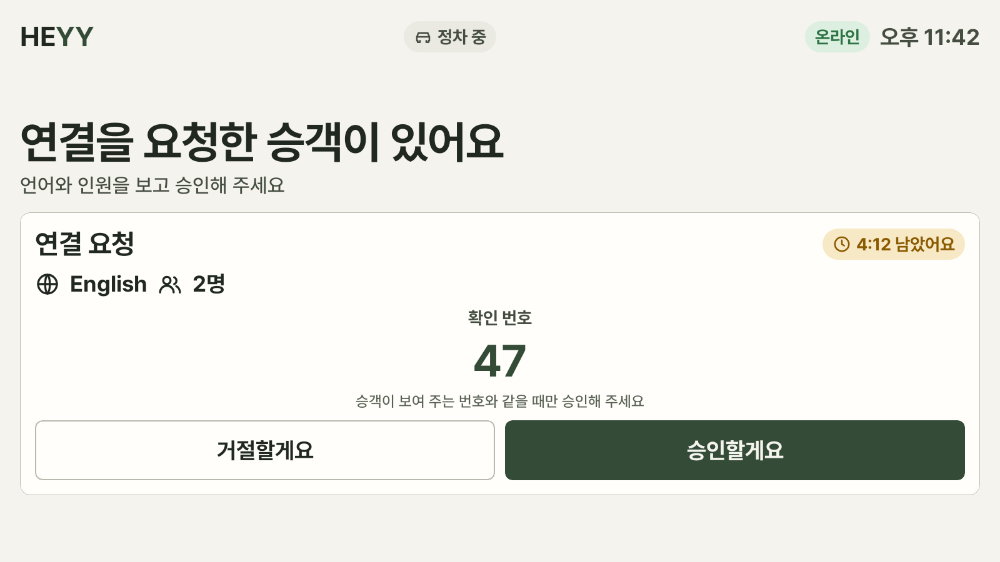 HEYY
정차 중
온라인
오후 11:42
연결을 요청한 승객이 있어요
언어와 인원을 보고 승인해 주세요
연결 요청
4:12 남았어요
English 2명
확인 번호
47
승객이 보여 주는 번호와 같을 때만 승인해 주세요
거절할게요
승인할게요